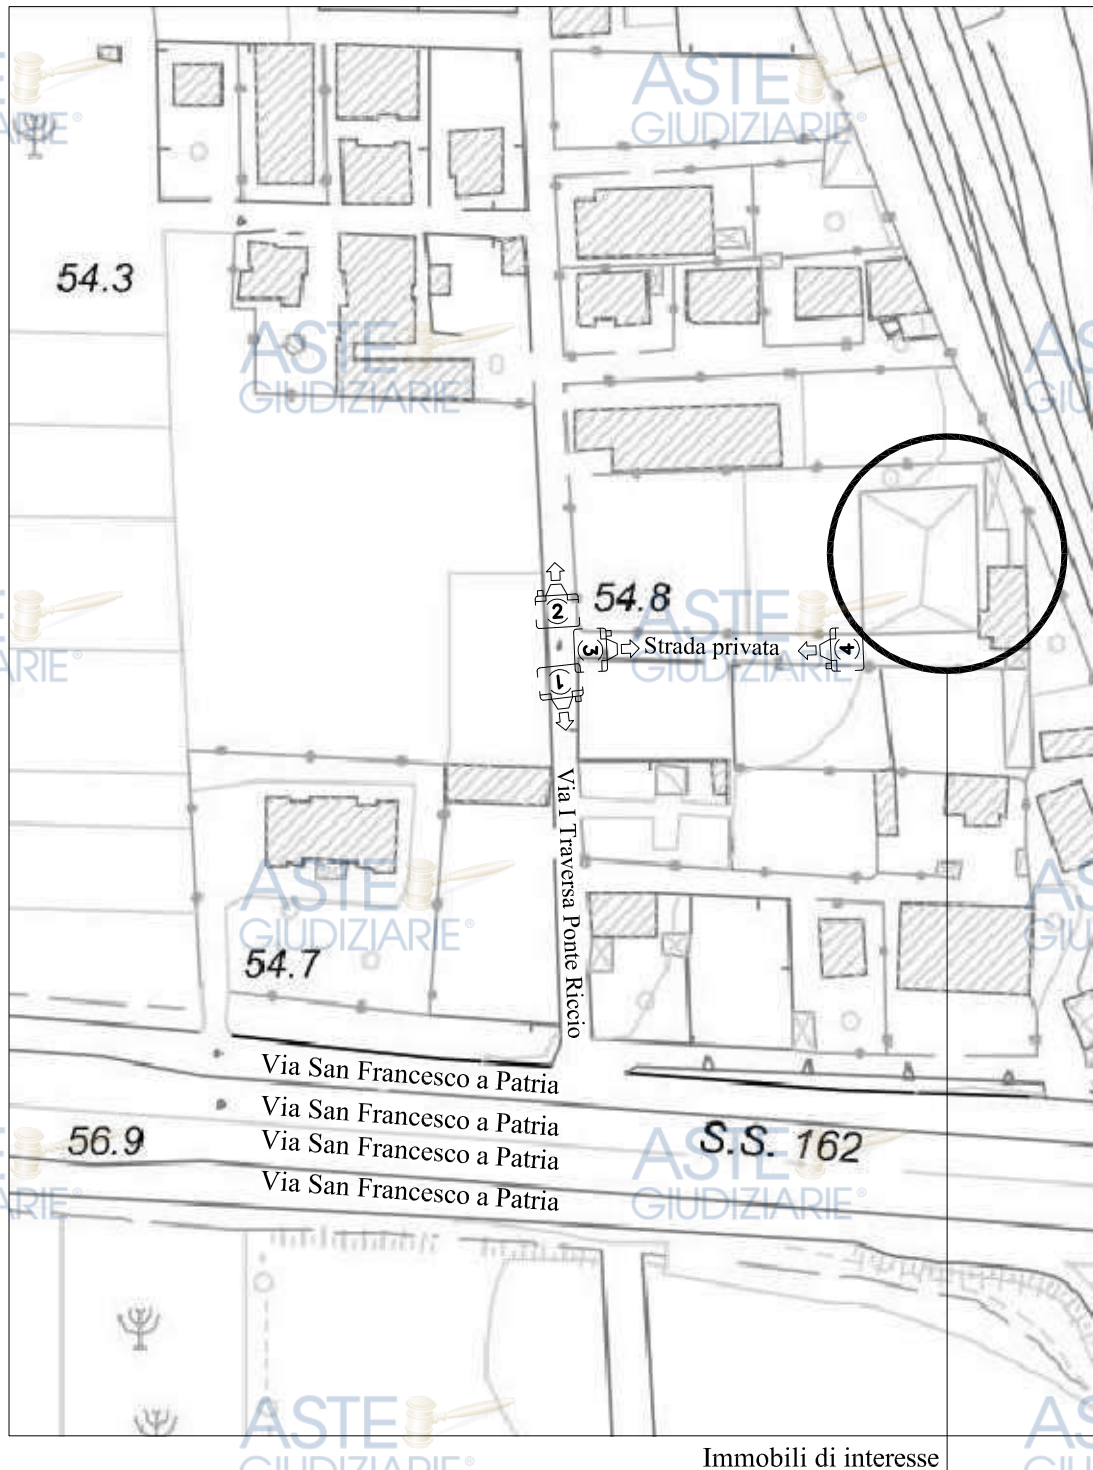 ASTE
GIUDIZIARIE®
54.3
ASTE
GIUDIZIARIE®
54.8
2
3
Strada privata
4
1
ASTE
GIUDIZIARIE®
Via I Traversa Ponte Riccio
ASTE
GIUDIZIARIE®
54.7
Via San Francesco a Patria
Via San Francesco a Patria
Via San Francesco a Patria
Via San Francesco a Patria
56.9
S.S. 162
ASTE
GIUDIZIARIE®
ASTE
GIUDIZIARIE®
Immobili di interesse